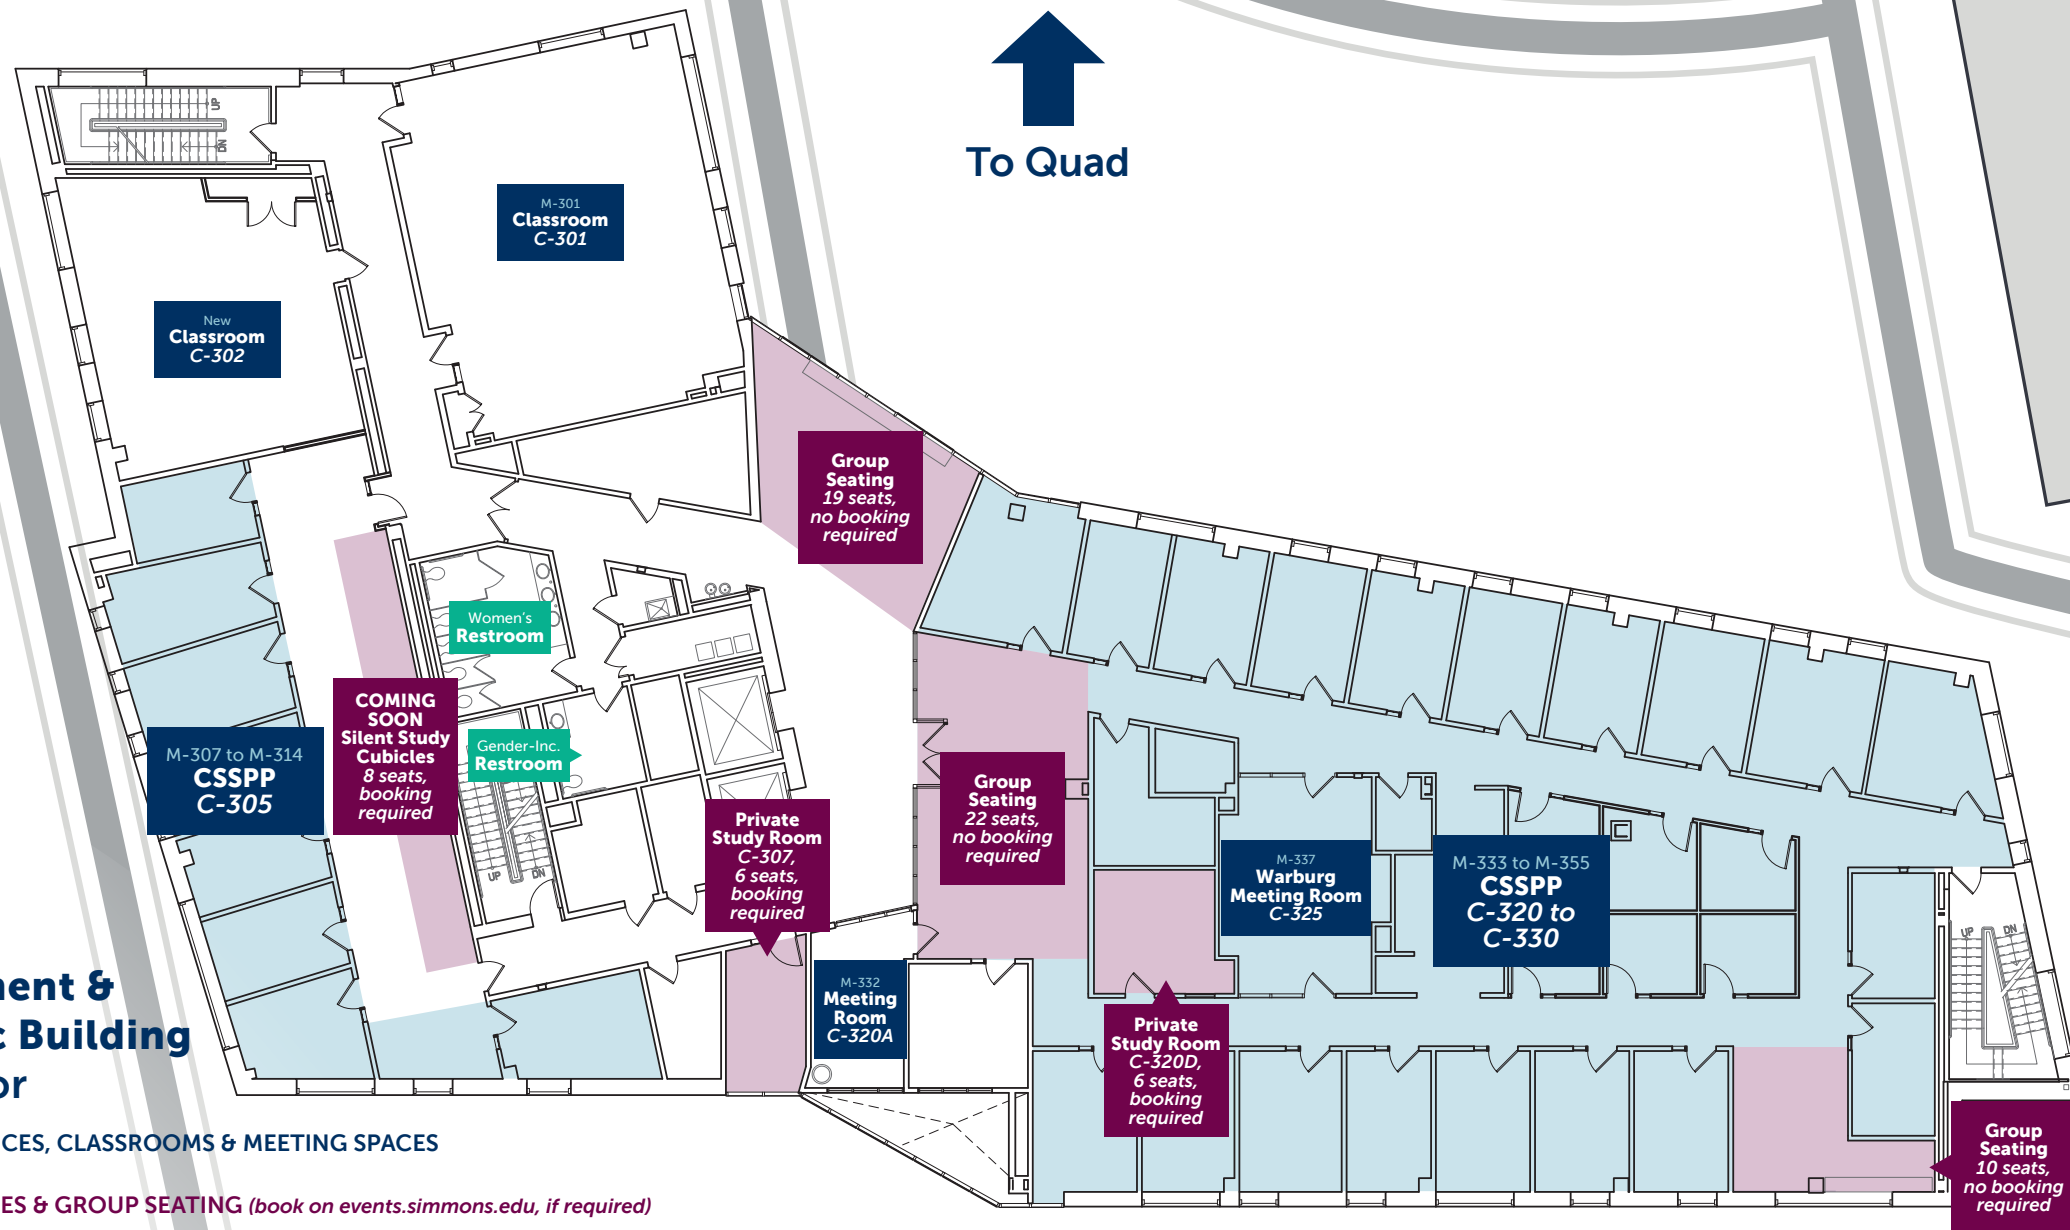 To Quad
UP
DN
M-301
Classroom
C-301
New
Classroom
C-302
Group
Seating
19 seats,
no booking
required
Women's
Restroom
COMING
SOON
Silent Study
Cubicles
8 seats,
booking
required
M-307 to M-314
CSSPP
C-305
Gender-Inc.
Restroom
UP
DN
Private
Study Room
C-307,
6 seats,
booking
required
Group
Seating
22 seats,
no booking
required
M-337
Warburg
Meeting Room
C-325
M-333 to M-355
CSSPP
C-320 to
C-330
UP
DN
M-332
Meeting
Room
C-320A
Private
Study Room
C-320D,
6 seats,
booking
required
Group
Seating
10 seats,
no booking
required
&
Building
CLASSROOMS & MEETING SPACES
& GROUP SEATING (book on events.simmons.edu, if required)